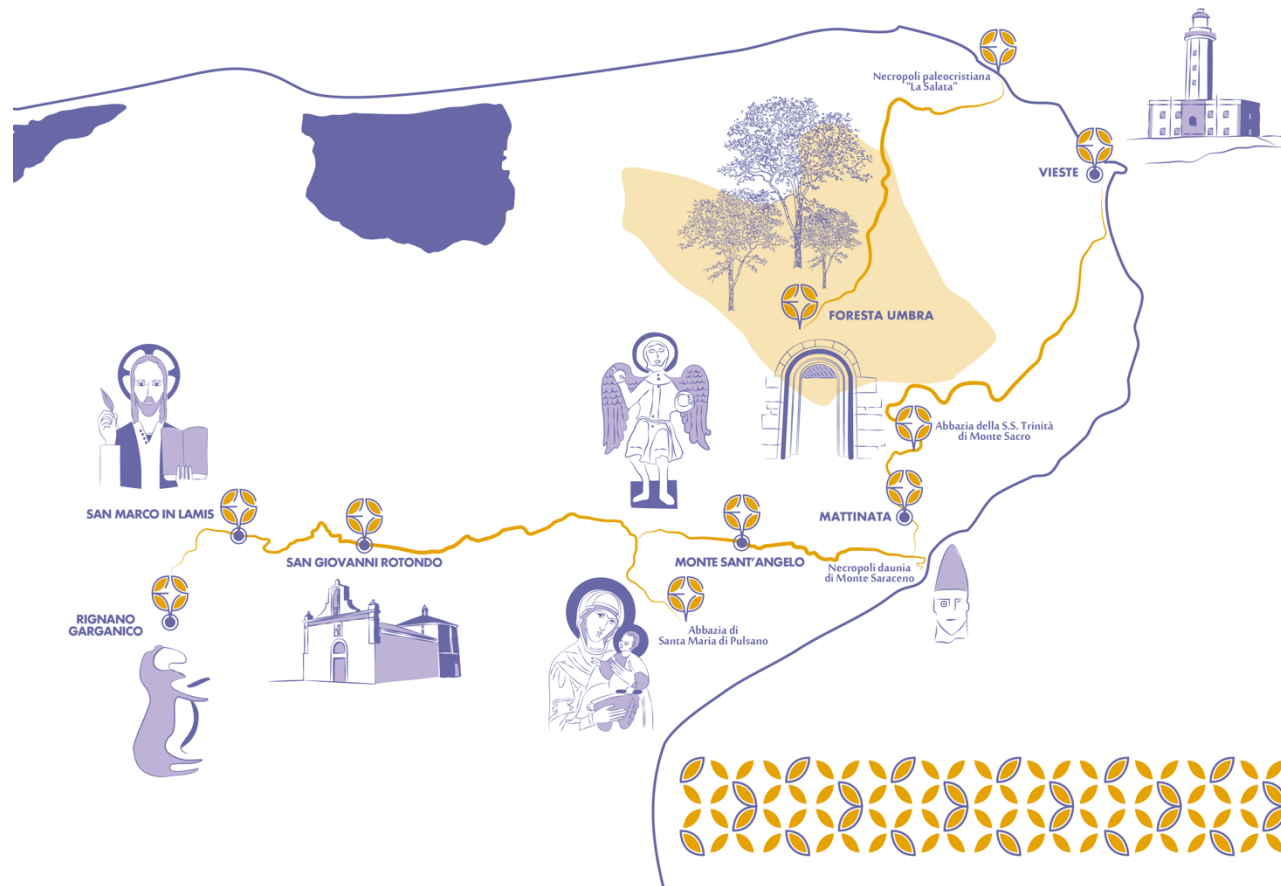 Necropoli paleocristiana
"La Salata"
VIESTE
FORESTA UMBRA
Abbazia della S.S. Trinità
di Monte Sacro
SAN MARCO IN LAMIS
MATTINATA
SAN GIOVANNI ROTONDO
MONTE SANT'ANGELO
Necropoli daunia
di Monte Saraceno
RIGNANO
GARGANICO
Abbazia di
Santa Maria di Pulsano